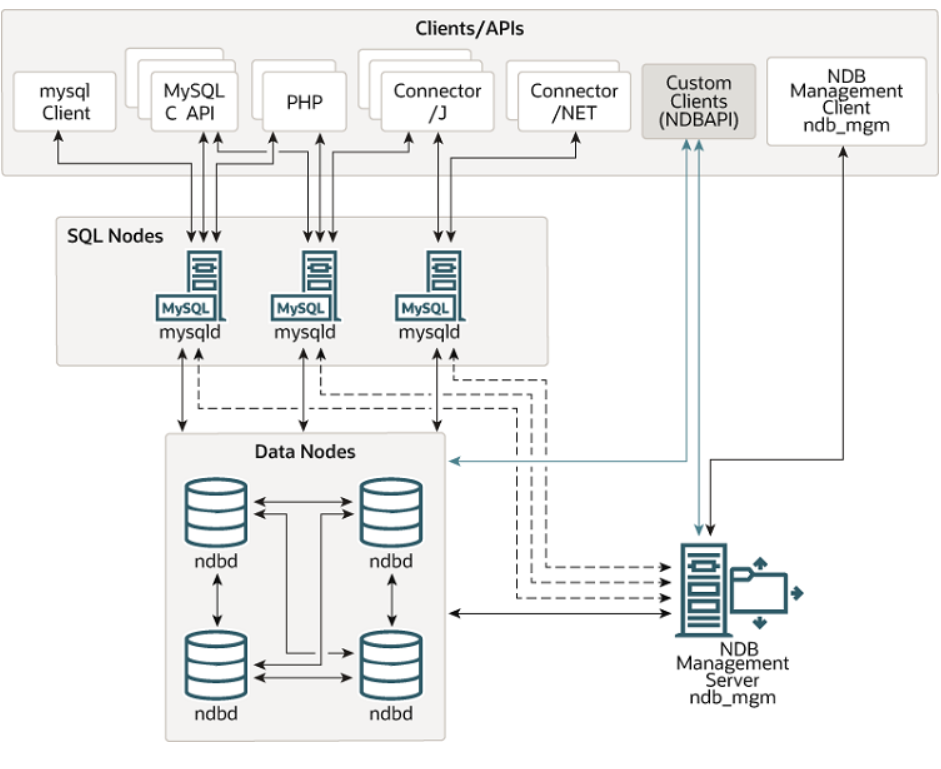 Clients/APIs
mysql
Client
MySQL
C API
PHP
Connector
/J
Connector
/NET
Custom
Clients
(NDBAPI)
NDB
Management
Client
ndb_mgm
SQL Nodes
MySQL
mysqld
MySQL
mysqld
MySQL
mysqld
Data Nodes
ndbd
ndbd
ndbd
ndbd
NDB
Management
Server
ndb_mgm